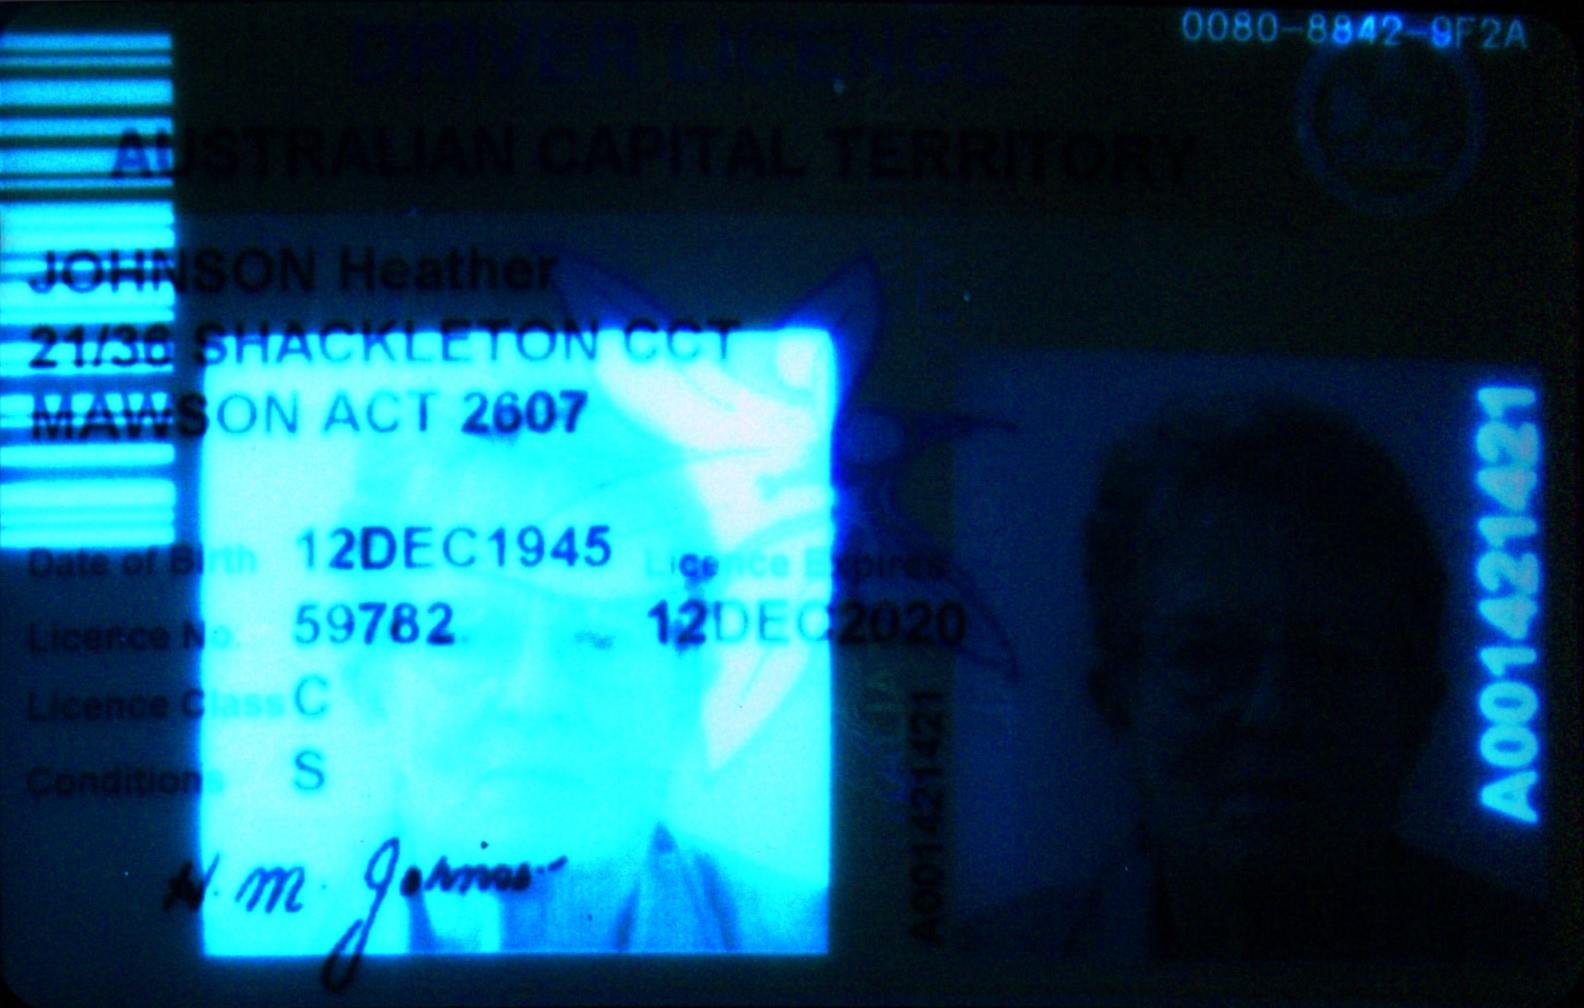 0080-8842-9F2A
DRIVER LICENCE
AUSTRALIAN CAPITAL TERRITORY
JOHNSON Heather
21/36 SHACKLETON CCT
MAWSON ACT 2607
Date of Birth 12DEC1945 Licence Expires
Licence No. 59782 12DEC2020
Licence Class C
Conditions S
H. M. Johnson
A001421421
A001421421